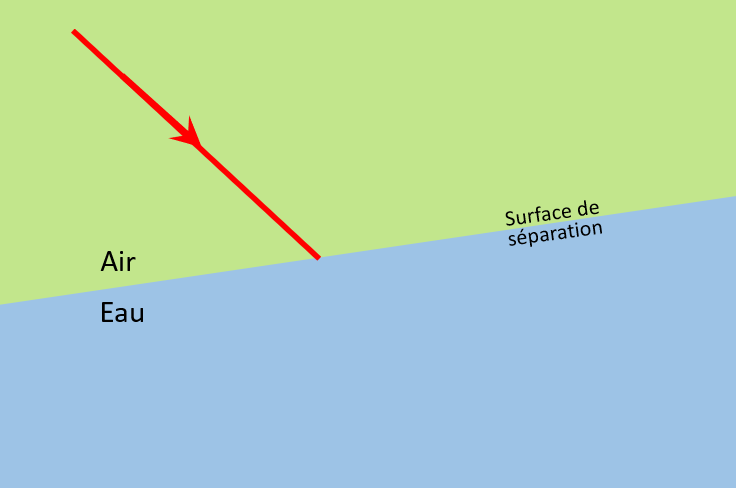 Surface de
séparation
Air
Eau